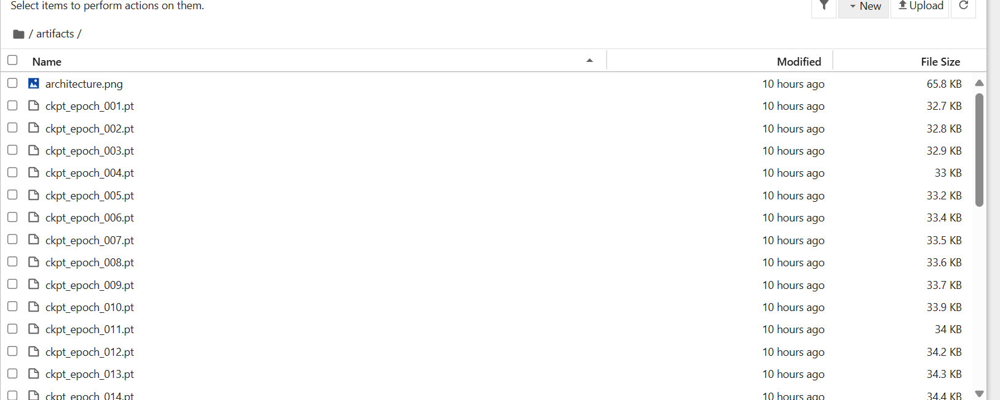 Select items to perform actions on them.
New Upload
/ artifacts /
Name Modified File Size
architecture.png 10 hours ago 65.8 KB
ckpt_epoch_001.pt 10 hours ago 32.7 KB
ckpt_epoch_002.pt 10 hours ago 32.8 KB
ckpt_epoch_003.pt 10 hours ago 32.9 KB
ckpt_epoch_004.pt 10 hours ago 33 KB
ckpt_epoch_005.pt 10 hours ago 33.2 KB
ckpt_epoch_006.pt 10 hours ago 33.4 KB
ckpt_epoch_007.pt 10 hours ago 33.5 KB
ckpt_epoch_008.pt 10 hours ago 33.6 KB
ckpt_epoch_009.pt 10 hours ago 33.7 KB
ckpt_epoch_010.pt 10 hours ago 33.9 KB
ckpt_epoch_011.pt 10 hours ago 34 KB
ckpt_epoch_012.pt 10 hours ago 34.2 KB
ckpt_epoch_013.pt 10 hours ago 34.3 KB
ckpt_epoch_014.pt 10 hours ago 34.4 KB